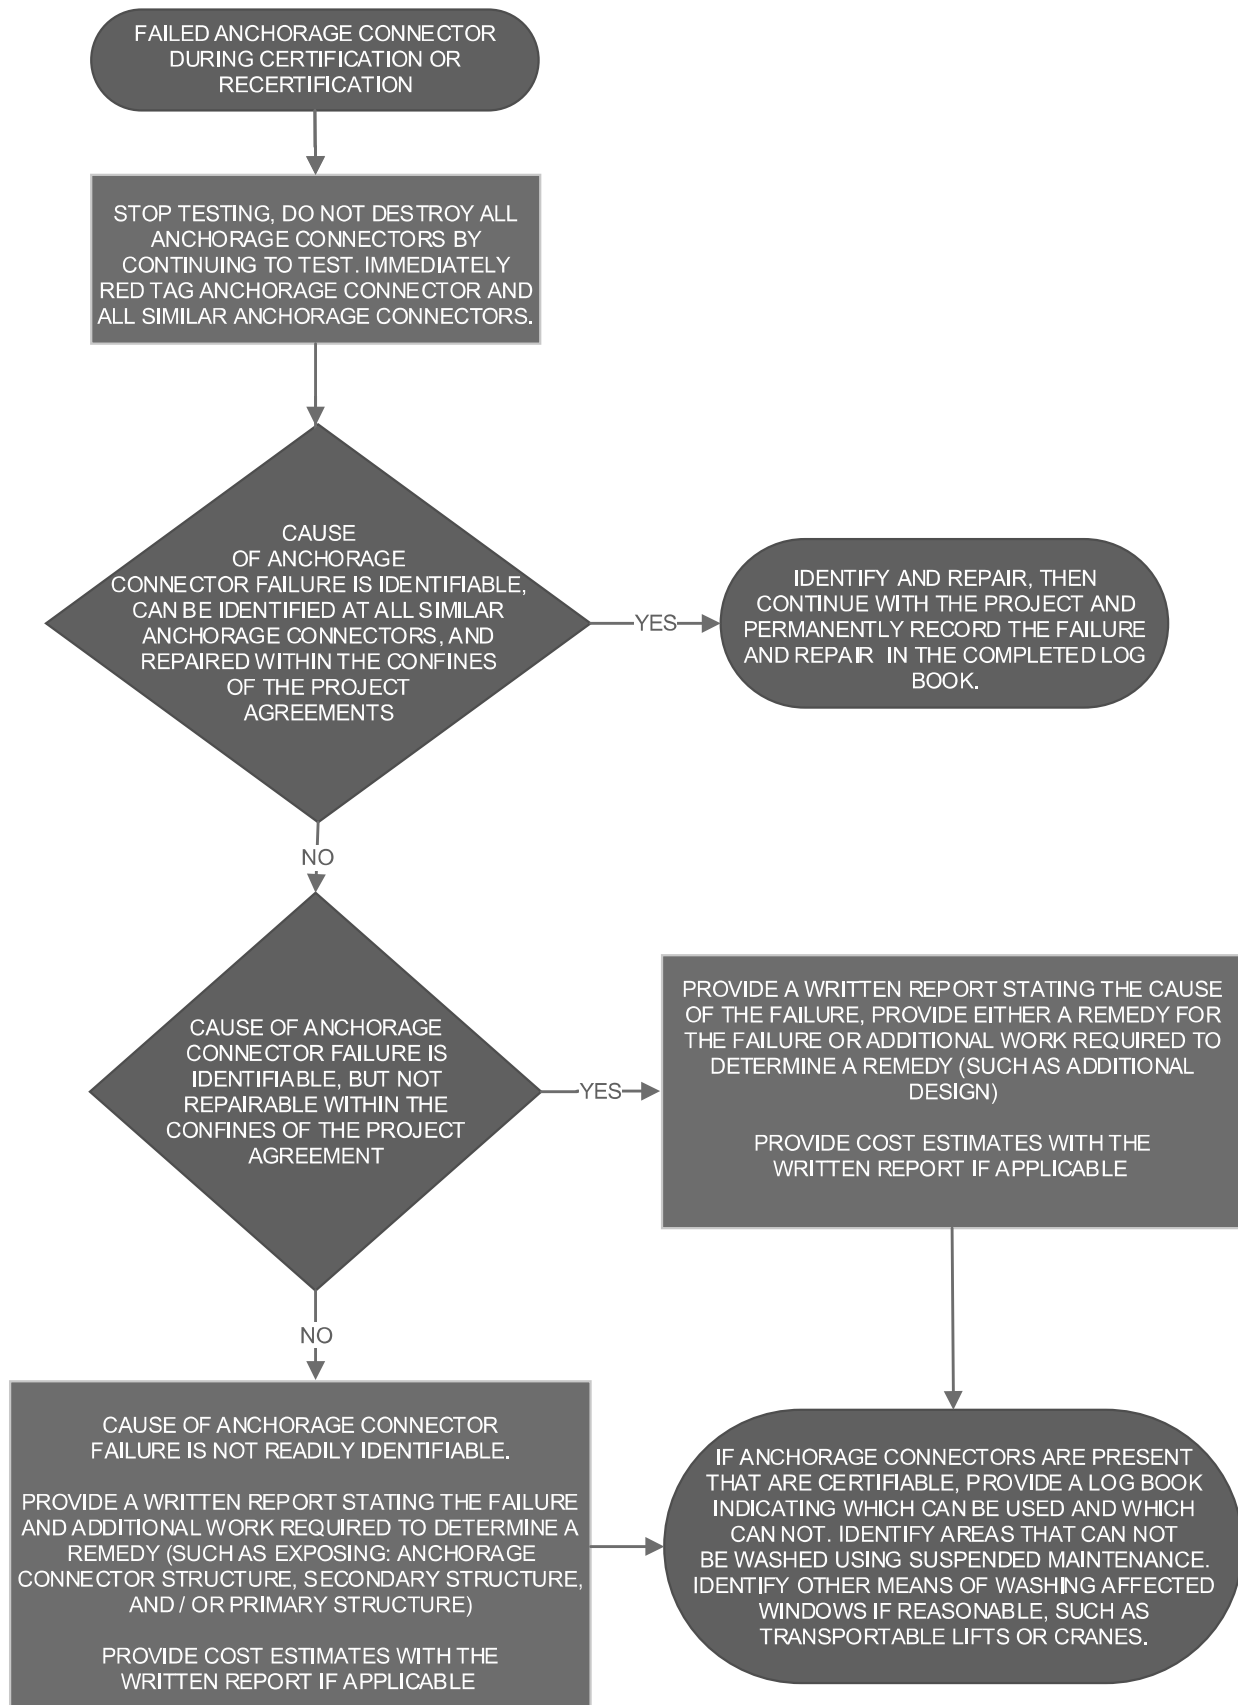 FAILED ANCHORAGE CONNECTOR
DURING CERTIFICATION OR
RECERTIFICATION
STOP TESTING, DO NOT DESTROY ALL
ANCHORAGE CONNECTORS BY
CONTINUING TO TEST. IMMEDIATELY
RED TAG ANCHORAGE CONNECTOR AND
ALL SIMILAR ANCHORAGE CONNECTORS.
CAUSE
OF ANCHORAGE
CONNECTOR FAILURE IS IDENTIFIABLE,
CAN BE IDENTIFIED AT ALL SIMILAR
ANCHORAGE CONNECTORS, AND
REPAIRED WITHIN THE CONFINES
OF THE PROJECT
AGREEMENTS
YES
IDENTIFY AND REPAIR, THEN
CONTINUE WITH THE PROJECT AND
PERMANENTLY RECORD THE FAILURE
AND REPAIR IN THE COMPLETED LOG
BOOK.
NO
CAUSE OF ANCHORAGE
CONNECTOR FAILURE IS
IDENTIFIABLE, BUT NOT
REPAIRABLE WITHIN THE
CONFINES OF THE PROJECT
AGREEMENT
YES
PROVIDE A WRITTEN REPORT STATING THE CAUSE
OF THE FAILURE, PROVIDE EITHER A REMEDY FOR
THE FAILURE OR ADDITIONAL WORK REQUIRED TO
DETERMINE A REMEDY (SUCH AS ADDITIONAL
DESIGN)
PROVIDE COST ESTIMATES WITH THE
WRITTEN REPORT IF APPLICABLE
NO
CAUSE OF ANCHORAGE CONNECTOR
FAILURE IS NOT READILY IDENTIFIABLE.
PROVIDE A WRITTEN REPORT STATING THE FAILURE
AND ADDITIONAL WORK REQUIRED TO DETERMINE A
REMEDY (SUCH AS EXPOSING: ANCHORAGE
CONNECTOR STRUCTURE, SECONDARY STRUCTURE,
AND / OR PRIMARY STRUCTURE)
PROVIDE COST ESTIMATES WITH THE
WRITTEN REPORT IF APPLICABLE
IF ANCHORAGE CONNECTORS ARE PRESENT
THAT ARE CERTIFIABLE, PROVIDE A LOG BOOK
INDICATING WHICH CAN BE USED AND WHICH
CAN NOT. IDENTIFY AREAS THAT CAN NOT
BE WASHED USING SUSPENDED MAINTENANCE.
IDENTIFY OTHER MEANS OF WASHING AFFECTED
WINDOWS IF REASONABLE, SUCH AS
TRANSPORTABLE LIFTS OR CRANES.